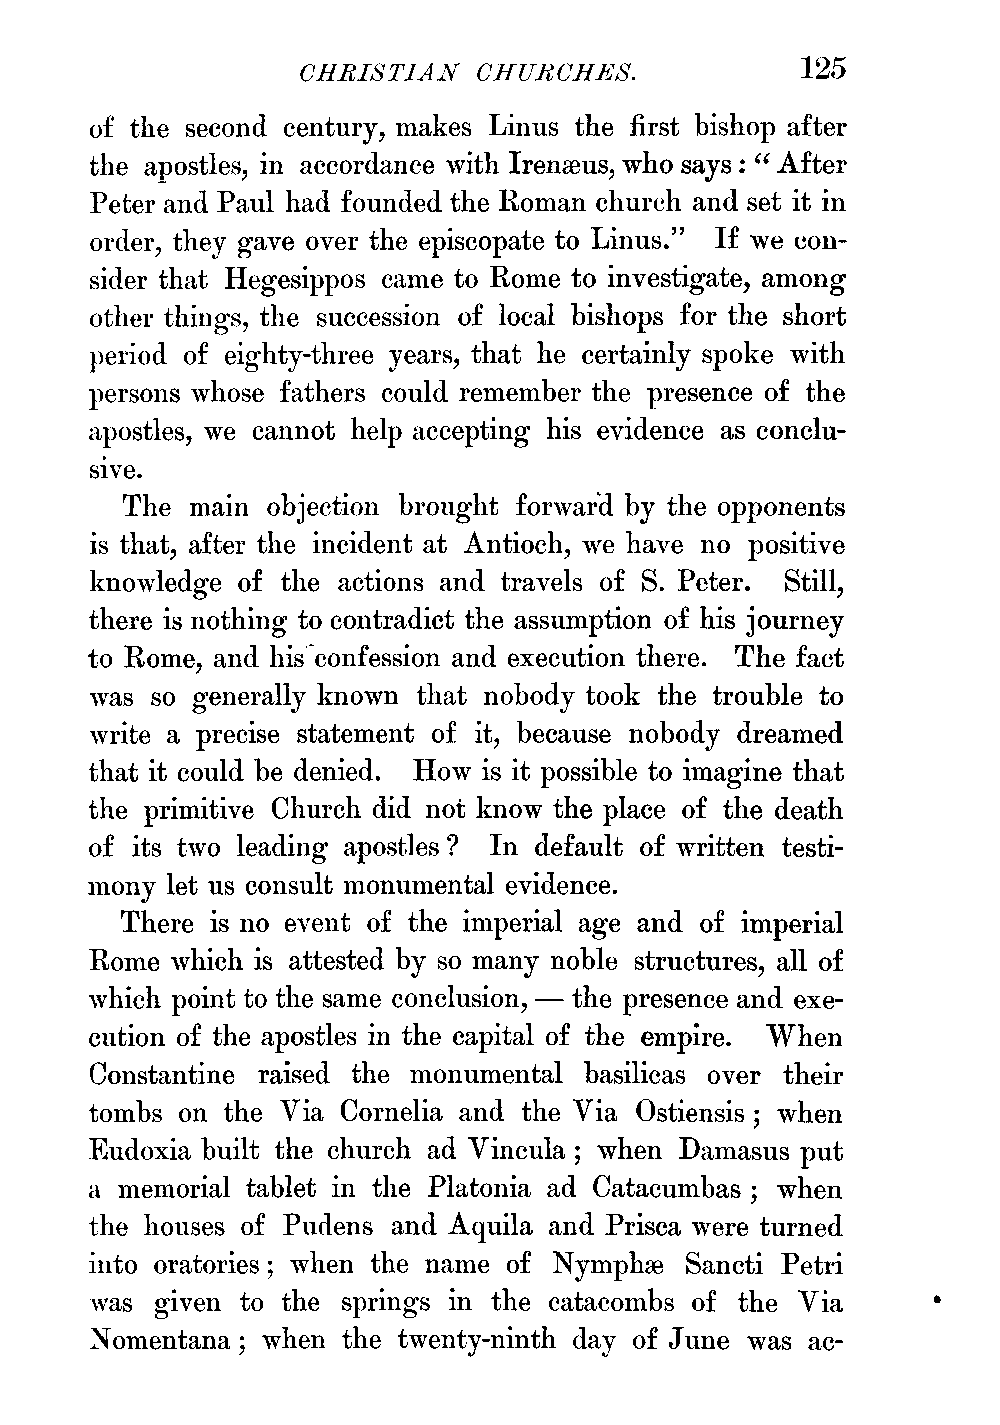 CHRISTIAN CHURCHES. 125
of the second century, makes Linus the first bishop after
the apostles, in accordance with Irenæus, who says : “ After
Peter and Paul had founded the Roman church and set it in
order, they gave over the episcopate to Linus.” If we con-
sider that Hegesippos came to Rome to investigate, among
other things, the succession of local bishops for the short
period of eighty-three years, that he certainly spoke with
persons whose fathers could remember the presence of the
apostles, we cannot help accepting his evidence as conclu-
sive.
The main objection brought forward by the opponents
is that, after the incident at Antioch, we have no positive
knowledge of the actions and travels of S. Peter. Still,
there is nothing to contradict the assumption of his journey
to Rome, and his confession and execution there. The fact
was so generally known that nobody took the trouble to
write a precise statement of it, because nobody dreamed
that it could be denied. How is it possible to imagine that
the primitive Church did not know the place of the death
of its two leading apostles ? In default of written testi-
mony let us consult monumental evidence.
There is no event of the imperial age and of imperial
Rome which is attested by so many noble structures, all of
which point to the same conclusion, — the presence and exe-
cution of the apostles in the capital of the empire. When
Constantine raised the monumental basilicas over their
tombs on the Via Cornelia and the Via Ostiensis ; when
Eudoxia built the church ad Vincula ; when Damasus put
a memorial tablet in the Platonia ad Catacumbas ; when
the houses of Pudens and Aquila and Prisca were turned
into oratories ; when the name of Nymphæ Sancti Petri
was given to the springs in the catacombs of the Via
Nomentana ; when the twenty-ninth day of June was ac-